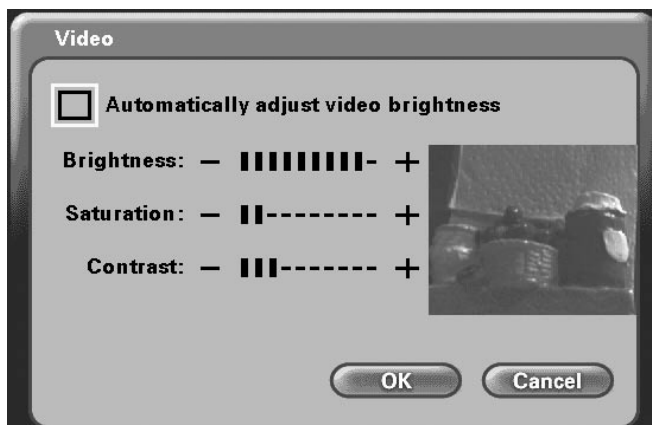 Video
Automatically adjust video brightness
Brightness: − +
Saturation: − +
Contrast: − +
OK Cancel